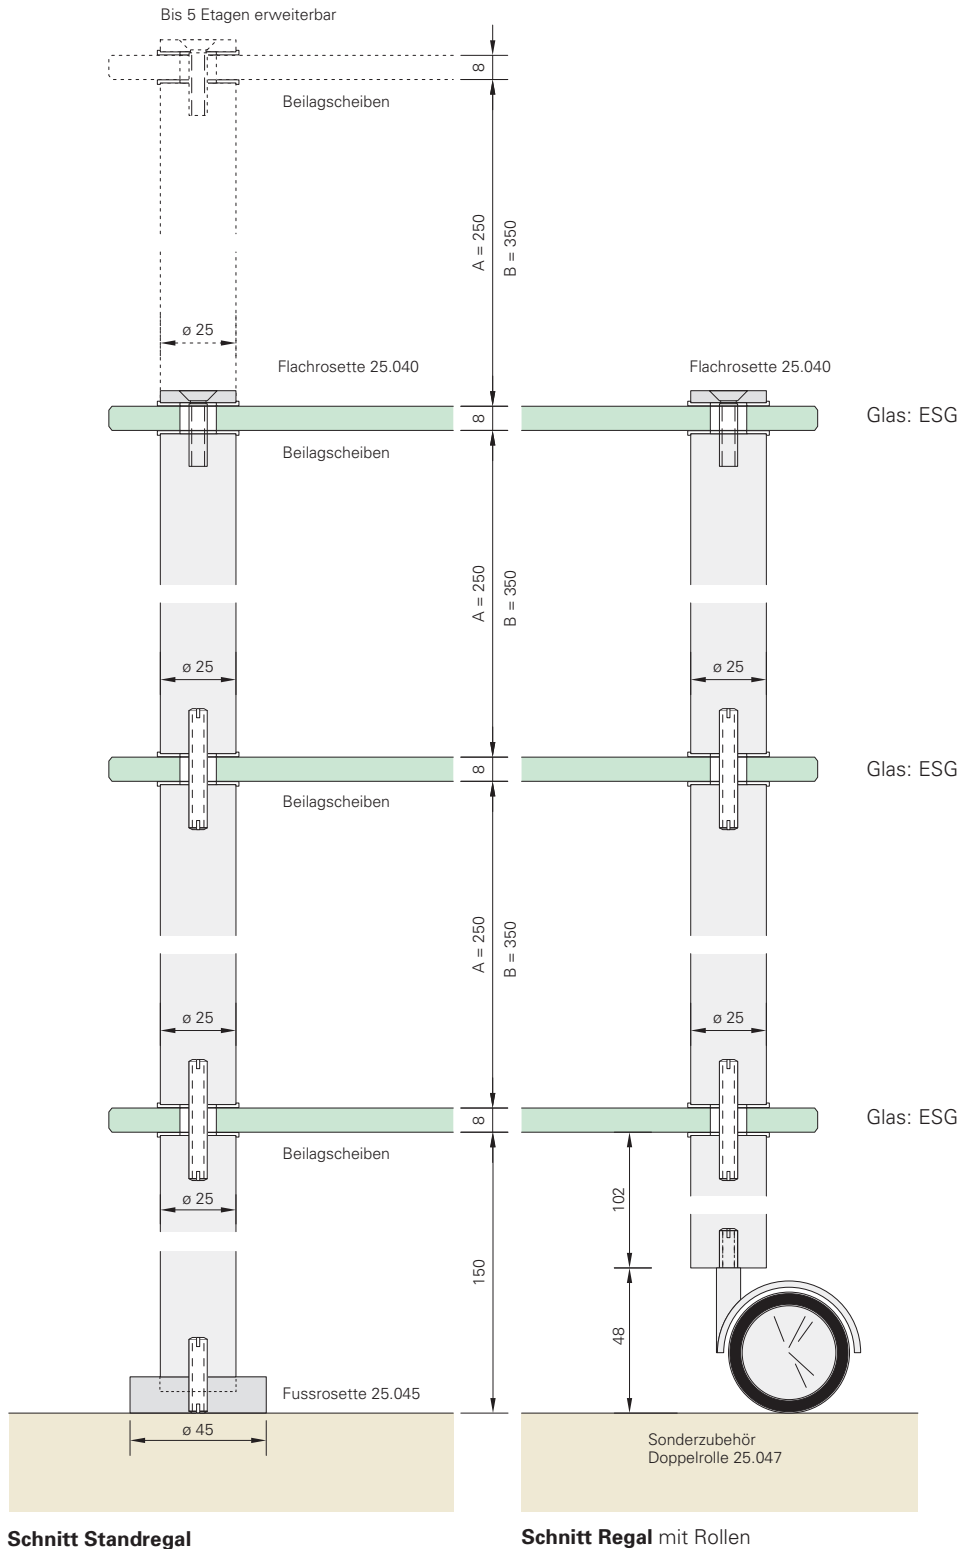 Bis 5 Etagen erweiterbar
8
Beilagscheiben
A = 250
B = 350
ø 25
Flachrosette 25.040
Flachrosette 25.040
8
Glas: ESG
Beilagscheiben
A = 250
B = 350
ø 25
ø 25
8
Glas: ESG
Beilagscheiben
A = 250
B = 350
ø 25
ø 25
8
Glas: ESG
Beilagscheiben
ø 25
102
150
48
Fussrosette 25.045
ø 45
Sonderzubehör
Doppelrolle 25.047
Schnitt Standregal
Schnitt Regal mit Rollen